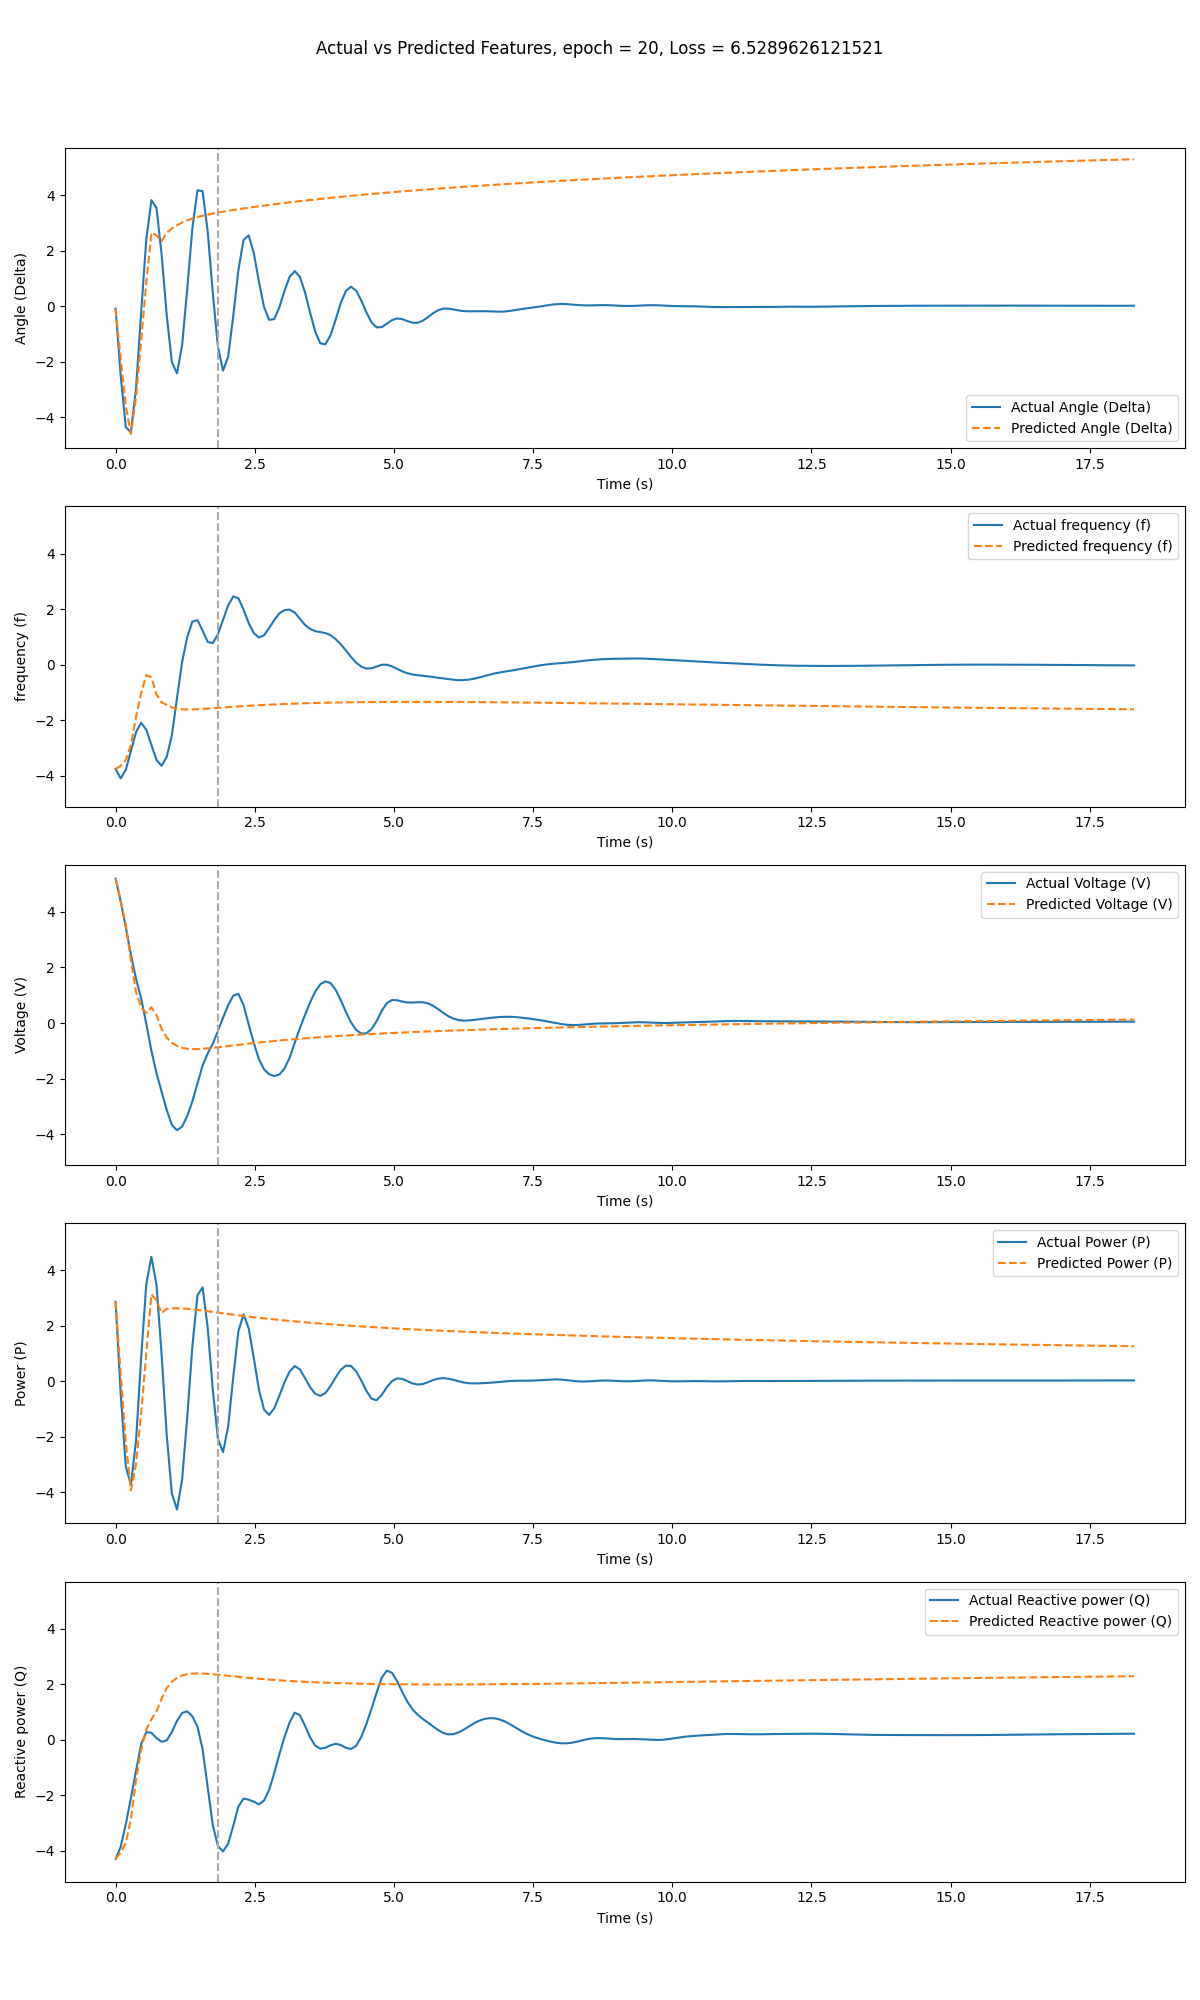 Actual vs Predicted Features, epoch = 20, Loss = 6.5289626121521
4
2
0
−2
−4
Angle (Delta)
Actual Angle (Delta)
Predicted Angle (Delta)
0.0 2.5 5.0 7.5 10.0 12.5 15.0 17.5
Time (s)
4
2
0
−2
−4
frequency (f)
Actual frequency (f)
Predicted frequency (f)
0.0 2.5 5.0 7.5 10.0 12.5 15.0 17.5
Time (s)
4
2
0
−2
−4
Voltage (V)
Actual Voltage (V)
Predicted Voltage (V)
0.0 2.5 5.0 7.5 10.0 12.5 15.0 17.5
Time (s)
4
2
0
−2
−4
Power (P)
Actual Power (P)
Predicted Power (P)
0.0 2.5 5.0 7.5 10.0 12.5 15.0 17.5
Time (s)
4
2
0
−2
−4
Reactive power (Q)
Actual Reactive power (Q)
Predicted Reactive power (Q)
0.0 2.5 5.0 7.5 10.0 12.5 15.0 17.5
Time (s)